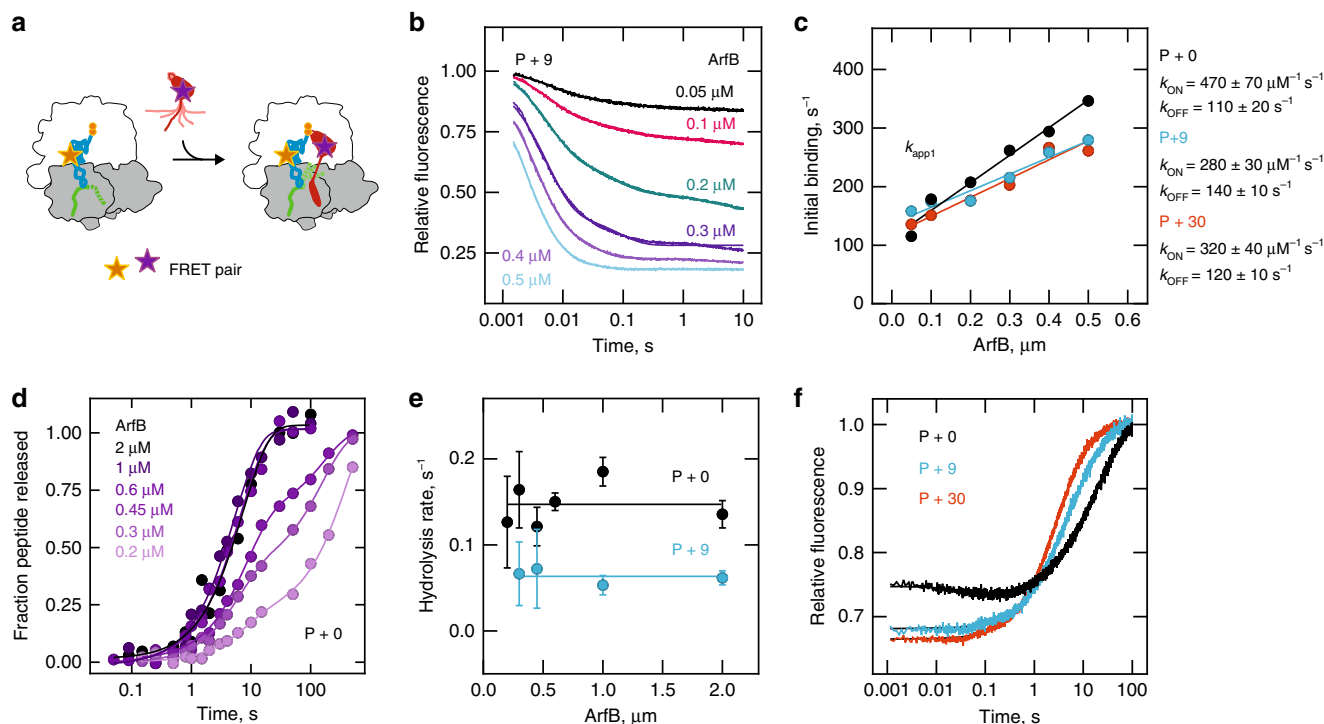 a
FRET pair
b
P + 9
ArfB
0.05 μM
0.1 μM
0.2 μM
0.3 μM
0.4 μM
0.5 μM
1.00
0.75
0.50
0.25
Relative fluorescence
0.001
0.01
0.1
1
10
Time, s
c
400
300
200
100
0
Initial binding, s⁻¹
kapp1
0.0
0.1
0.2
0.3
0.4
0.5
0.6
ArfB, μm
P + 0
kON = 470 ± 70 μM⁻¹ s⁻¹
kOFF = 110 ± 20 s⁻¹
P+9
kON = 280 ± 30 μM⁻¹ s⁻¹
kOFF = 140 ± 10 s⁻¹
P + 30
kON = 320 ± 40 μM⁻¹ s⁻¹
kOFF = 120 ± 10 s⁻¹
d
ArfB
2 μM
1 μM
0.6 μM
0.45 μM
0.3 μM
0.2 μM
P + 0
1.00
0.75
0.50
0.25
0.00
Fraction peptide released
0.1
1
10
100
Time, s
e
0.2
0.1
0.0
Hydrolysis rate, s⁻¹
P + 0
P + 9
0.0
0.5
1.0
1.5
2.0
ArfB, μm
f
P + 0
P + 9
P + 30
1.0
0.9
0.8
0.7
Relative fluorescence
0.001
0.01
0.1
1
10
100
Time, s